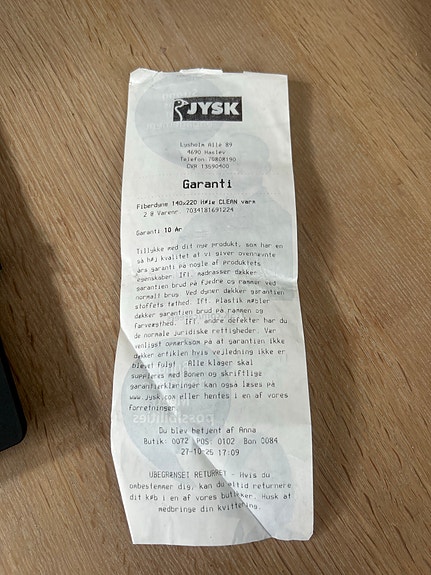 JYSK
Lysholm Alle 89
4690 Haslev
Telefon:70808190
CVR 13590400
Garanti
Fiberdyne 140x220 Høie CLEAN varm
2 @ Varenr 7034181691224
Garanti 10 År
Tillykke med dit nye produkt, som har en
så høj kvalitet at vi giver ovennævnte
års garanti på nogle af produktets
egenskaber. Ift. madrasser dækker
garantien brud på fjedre og rammer ved
normalt brug. Ved dyner dækker garantien
stoffets tæthed. Ift. plastik møbler
dækker garantien brud på rammen og
farveægthed. Ift. andre defekter har du
de normale juridiske rettigheder. Vær
venligst opmærksom på at garantien ikke
dækker artiklen hvis vejledning ikke er
blevet fulgt. Alle klager skal
suppleres med Bonen og skriftlige
garantierklæringer kan også læses på
www.jysk.com eller hentes i en af vores
forretninger
possibilities
Du blev betjent af Anna
Butik: 0072 POS: 0102 Bon 0084
27-10-25 17:09
UBEGRÆNSET RETURRET - Hvis du
ombestemmer dig, kan du altid returnere
dit køb i en af vores butikker. Husk at
medbringe din kvittering.